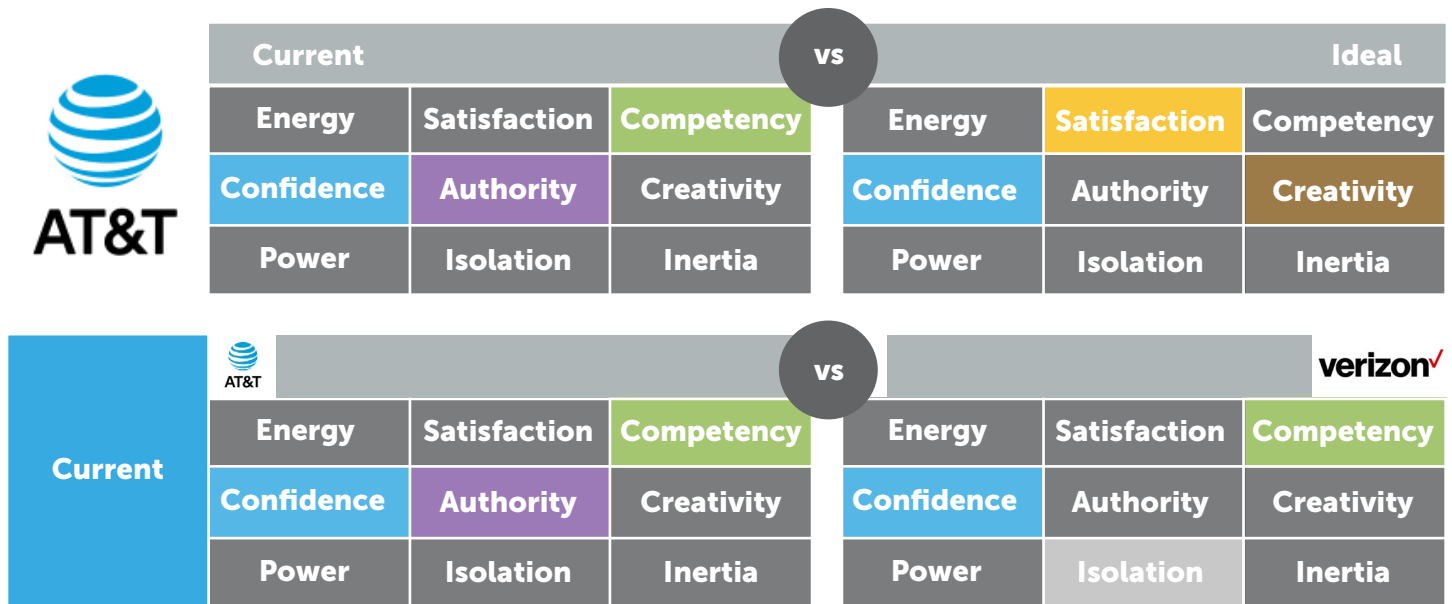 Current vs Ideal
Energy Satisfaction Competency Energy Satisfaction Competency
Confidence Authority Creativity Confidence Authority Creativity
AT&T
Power Isolation Inertia Power Isolation Inertia
AT&T vs verizon
Energy Satisfaction Competency Energy Satisfaction Competency
Current
Confidence Authority Creativity Confidence Authority Creativity
Power Isolation Inertia Power Isolation Inertia